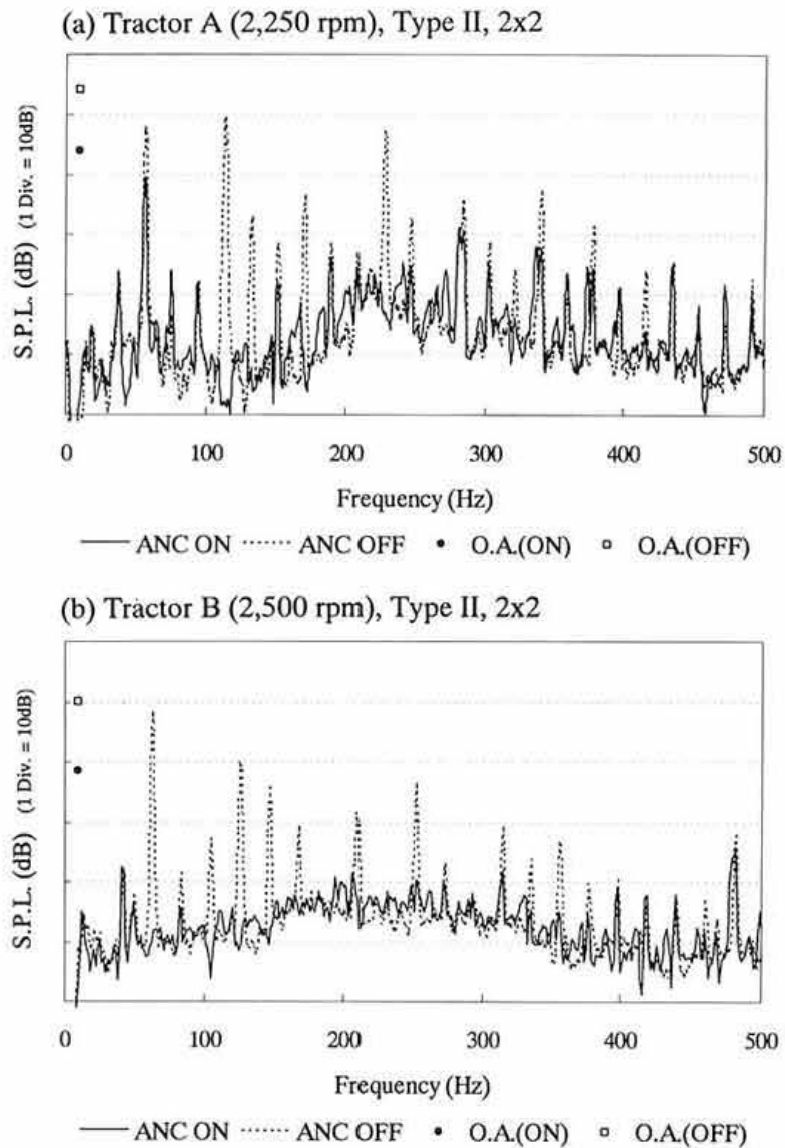 (a) Tractor A (2,250 rpm), Type II, 2x2
S.P.L. (dB) (1 Div. = 10dB)
0 100 200 300 400 500
Frequency (Hz)
ANC ON ANC OFF O.A.(ON) O.A.(OFF)
(b) Tractor B (2,500 rpm), Type II, 2x2
S.P.L. (dB) (1 Div. = 10dB)
0 100 200 300 400 500
Frequency (Hz)
ANC ON ANC OFF O.A.(ON) O.A.(OFF)